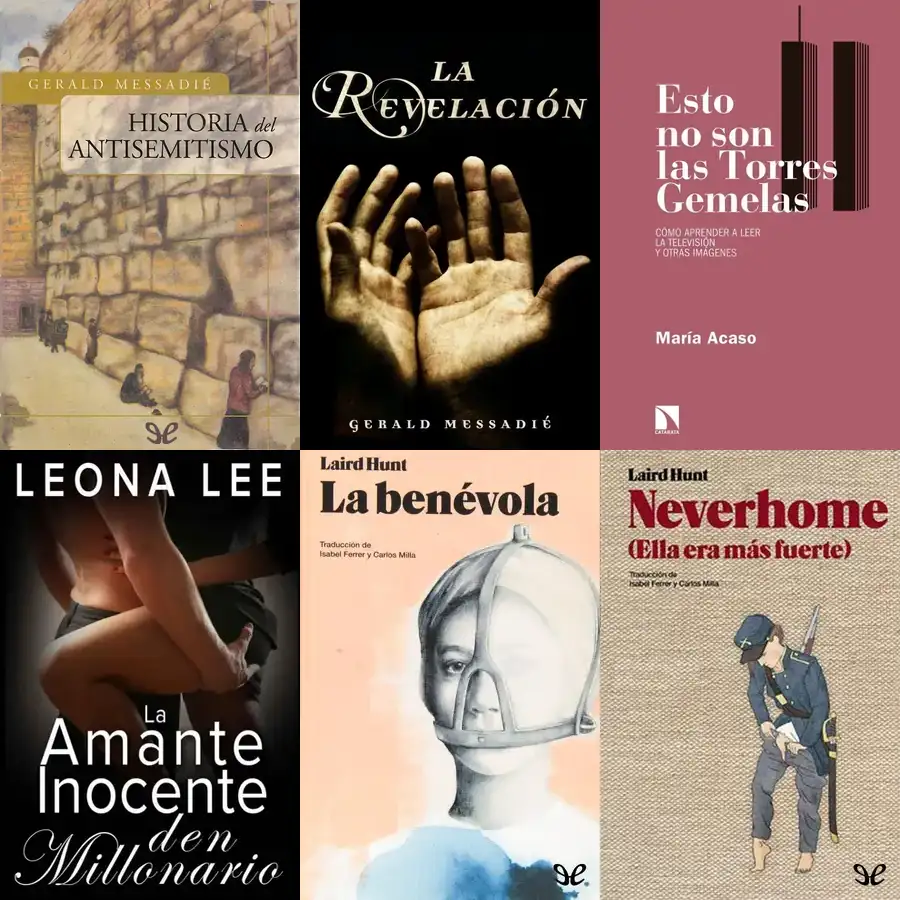 GERALD MESSADIÉ
HISTORIA del
ANTISEMITISMO
LA
REVELACIÓN
GERALD MESSADIÉ
Esto
no son
las Torres
Gemelas
CÓMO APRENDER A LEER
LA TELEVISIÓN
Y OTRAS IMÁGENES
María Acaso
CATARATA
LEONA LEE
La
Amante
Inocente
den
Millonario
Laird Hunt
La benévola
Traducción de
Isabel Ferrer y Carlos Milla
Laird Hunt
Neverhome
(Ella era más fuerte)
Traducción de
Isabel Ferrer y Carlos Milla